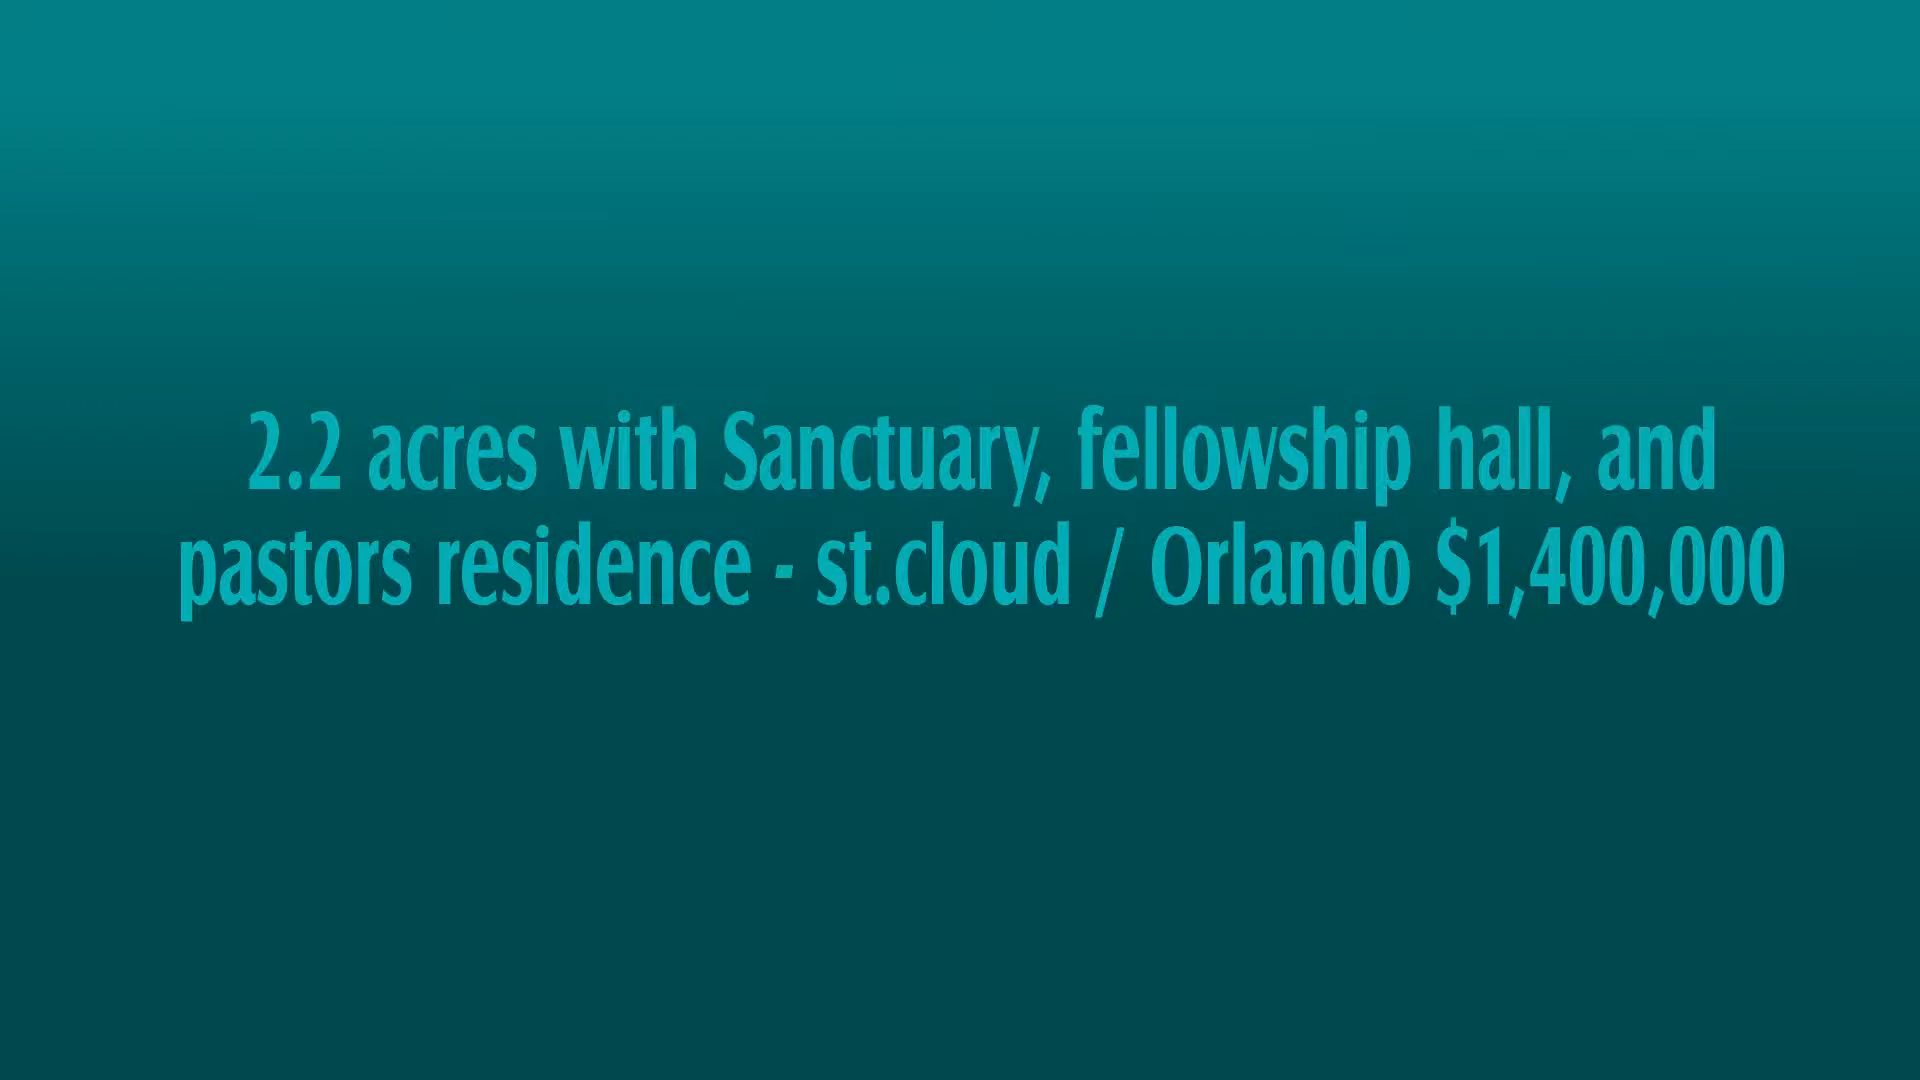 2.2 acres with Sanctuary, fellowship hall, and
pastors residence - st.cloud / Orlando $1,400,000